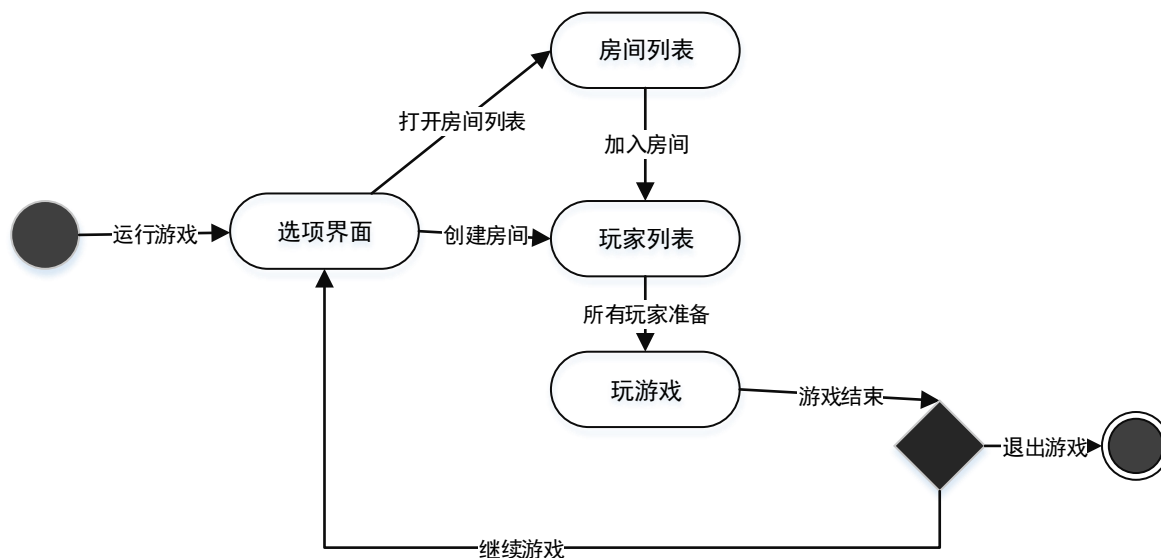 房间列表
打开房间列表
加入房间
运行游戏
选项界面
创建房间
玩家列表
所有玩家准备
玩游戏
游戏结束
退出游戏
继续游戏